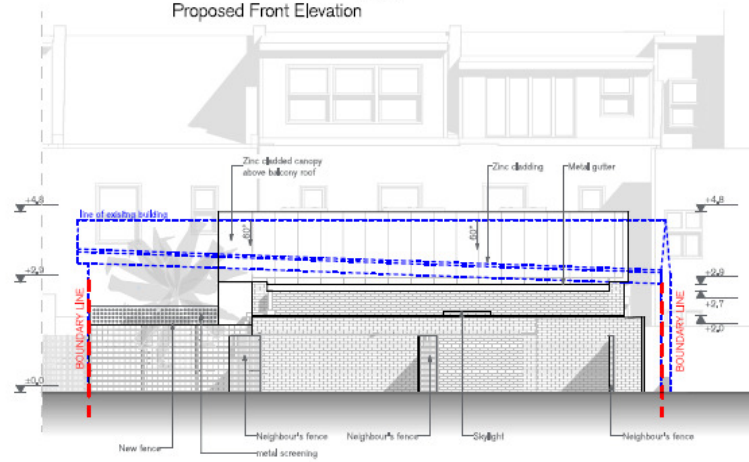 Proposed Front Elevation
Zinc cladded canopy
above balcony roof
Zinc cladding
Metal gutter
+4,8
line of exisitng building
60°
60°
+4,8
+2,9
+2,9
+2,7
+2,0
BOUNDARY LINE
BOUNDARY LINE
+0,0
New fence
metal screening
Neighbour's fence
Neighbour's fence
Skylight
Neighbour's fence